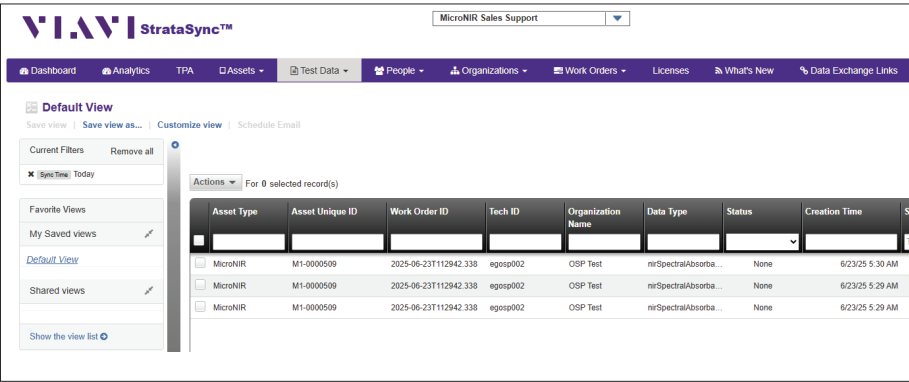 MicroNIR Sales Support
VIAVI StrataSync™
Dashboard Analytics TPA Assets Test Data People Organizations Work Orders Licenses What's New Data Exchange Links
Default View
Save view | Save view as... | Customize view | Schedule Email
Current Filters Remove all
Sync Time Today
Actions For 0 selected record(s)
Favorite Views
My Saved views
Default View
Shared views
Show the view list
Asset Type Asset Unique ID Work Order ID Tech ID Organization Name Data Type Status Creation Time S
MicroNIR M1-0000509 2025-06-23T112942.338 egosp002 OSP Test nirSpectralAbsorba... None 6/23/25 5:30 AM
MicroNIR M1-0000509 2025-06-23T112942.338 egosp002 OSP Test nirSpectralAbsorba... None 6/23/25 5:29 AM
MicroNIR M1-0000509 2025-06-23T112942.338 egosp002 OSP Test nirSpectralAbsorba... None 6/23/25 5:29 AM